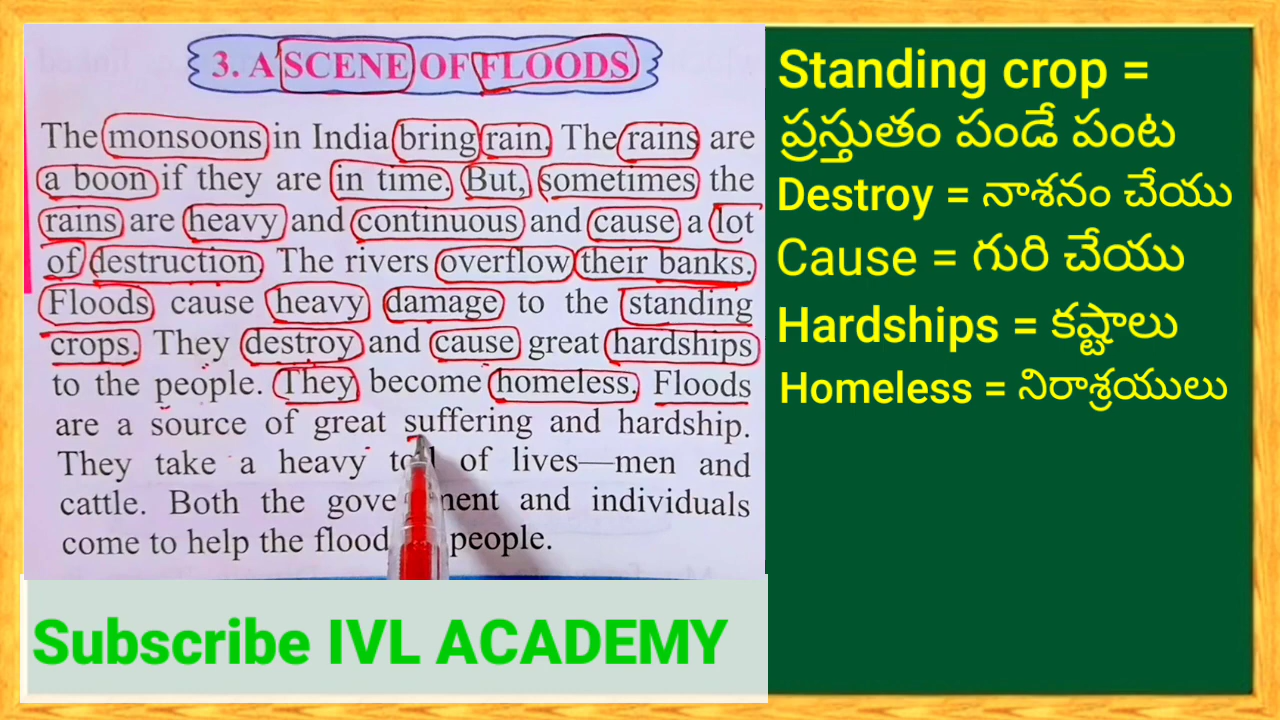 3. A SCENE OF FLOODS
The monsoons in India bring rain. The rains are
a boon if they are in time. But, sometimes the
rains are heavy and continuous and cause a lot
of destruction. The rivers overflow their banks.
Floods cause heavy damage to the standing
crops. They destroy and cause great hardships
to the people. They become homeless. Floods
are a source of great suffering and hardship.
They take a heavy of lives—men and
cattle. Both the and individuals
come to help the flood people.
Subscribe IVL ACADEMY
Standing crop =
ప్రస్తుతం పండే పంట
Destroy = నాశనం చేయు
Cause = గురి చేయు
Hardships = కష్టాలు
Homeless = నిరాశ్రయులు